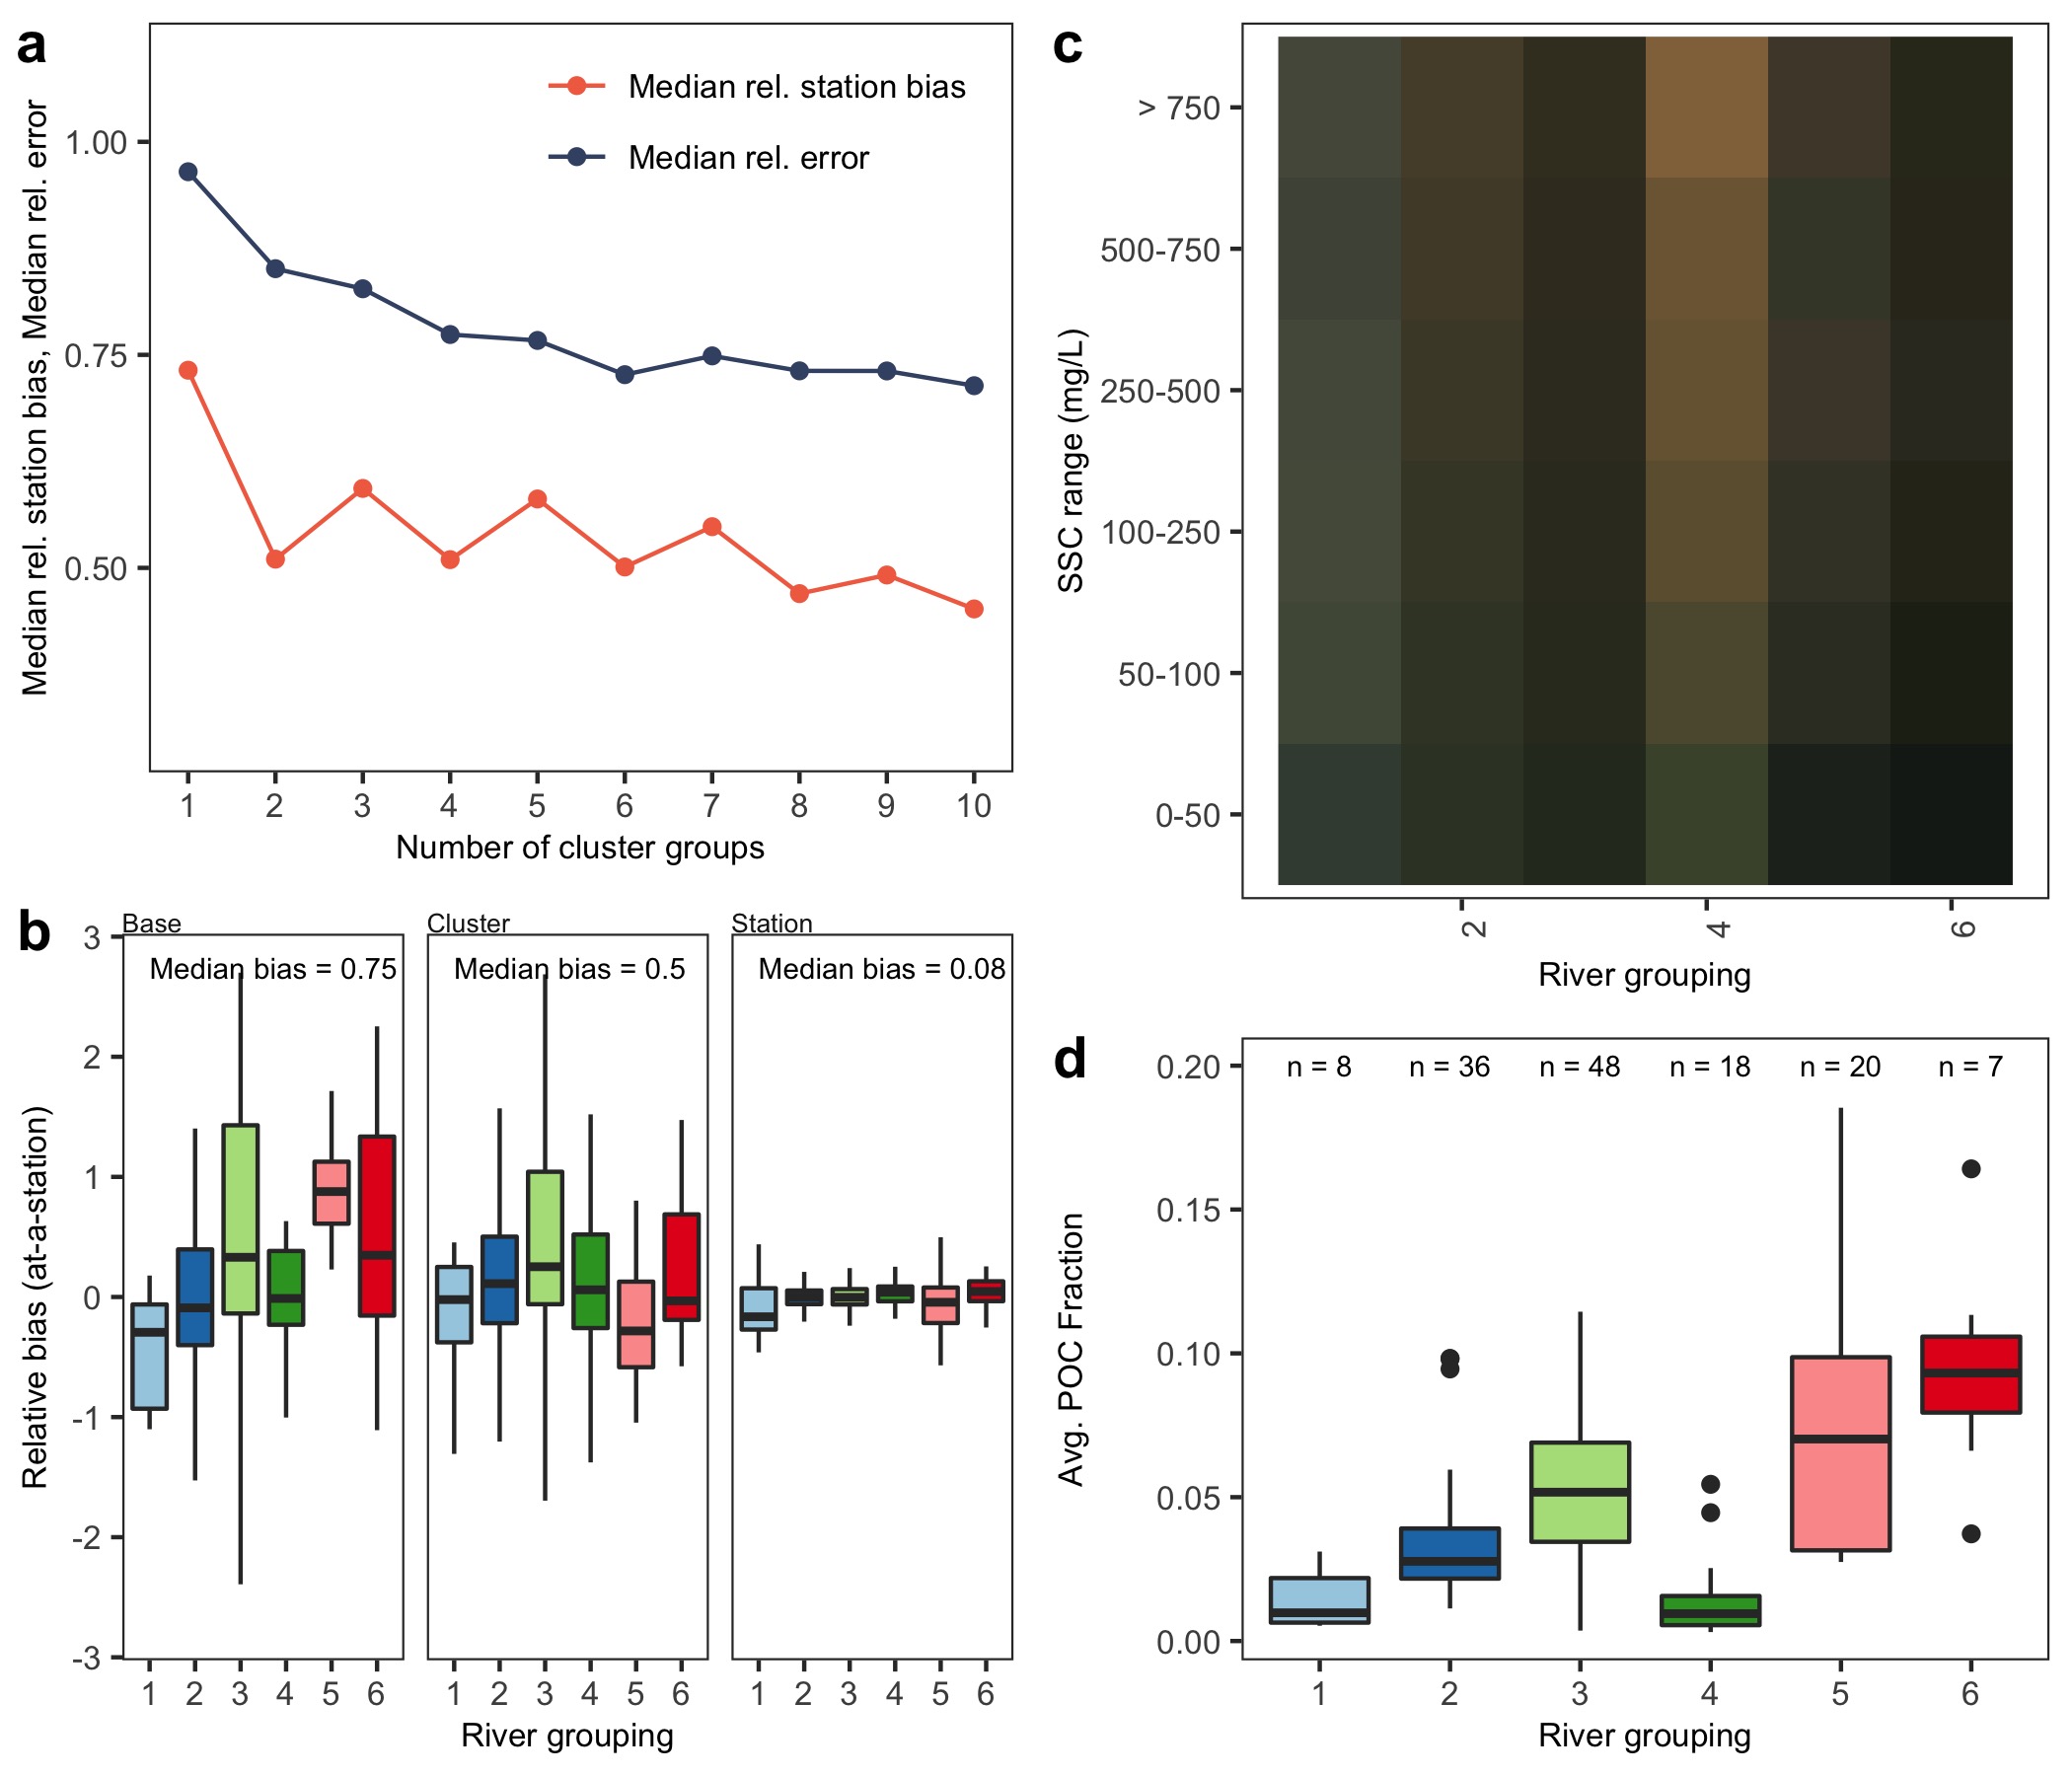 a
Median rel. station bias, Median rel. error
1.00
0.75
0.50
Median rel. station bias
Median rel. error
1 2 3 4 5 6 7 8 9 10
Number of cluster groups
b
Relative bias (at-a-station)
3
2
1
0
-1
-2
-3
Base
Median bias = 0.75
1 2 3 4 5 6
Cluster
Median bias = 0.5
1 2 3 4 5 6
Station
Median bias = 0.08
1 2 3 4 5 6
River grouping
c
SSC range (mg/L)
> 750
500-750
250-500
100-250
50-100
0-50
2 4 6
River grouping
d
Avg. POC Fraction
0.20
0.15
0.10
0.05
0.00
n = 8 n = 36 n = 48 n = 18 n = 20 n = 7
1 2 3 4 5 6
River grouping